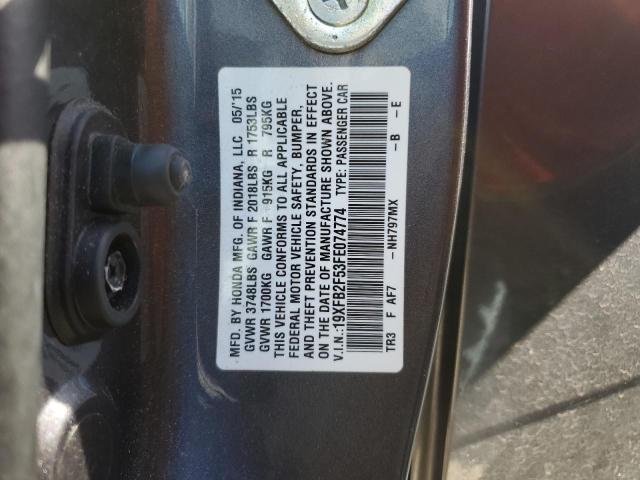 MFD. BY HONDA MFG. OF INDIANA, LLC 05/'15
GVWR 3748LBS GAWR F 2018LBS R 1753LBS
GVWR 1700KG GAWR F 915KG R 795KG
THIS VEHICLE CONFORMS TO ALL APPLICABLE
FEDERAL MOTOR VEHICLE SAFETY, BUMPER,
AND THEFT PREVENTION STANDARDS IN EFFECT
ON THE DATE OF MANUFACTURE SHOWN ABOVE.
V.I.N.:19XFB2F53FE074774 TYPE: PASSENGER CAR
TR3 F AF7 —NH797MX —B —E